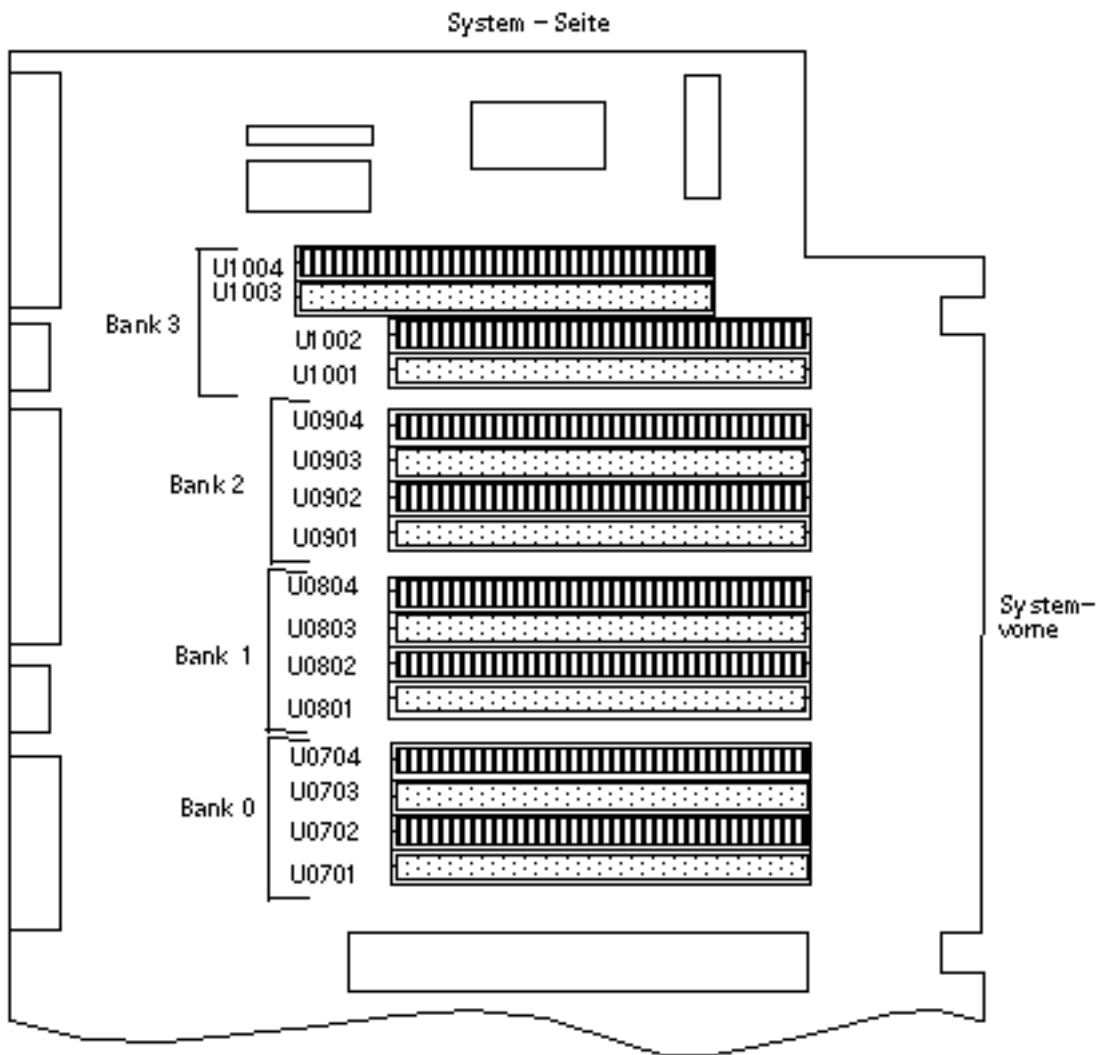 System – Seite
U1004
U1003
Bank 3
U1002
U1001
U0904
U0903
Bank 2
U0902
U0901
U0804
U0803
Bank 1
U0802
U0801
System-
vorne
U0704
U0703
Bank 0
U0702
U0701